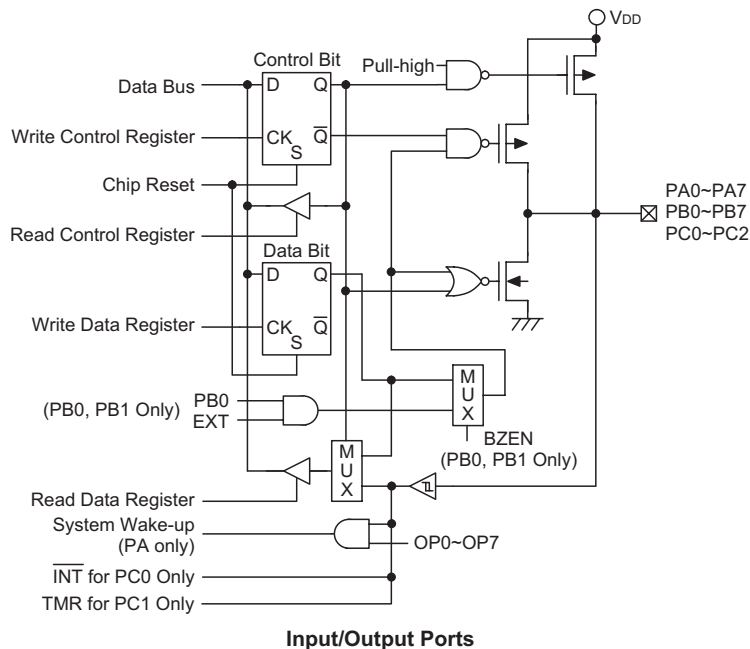 VDD
Control Bit
Pull-high
Data Bus
D Q
Write Control Register
CK Q
S
Chip Reset
PA0~PA7
PB0~PB7
PC0~PC2
Read Control Register
Data Bit
D Q
Write Data Register
CK Q
S
M
U
X
(PB0, PB1 Only)
PB0
EXT
BZEN
(PB0, PB1 Only)
M
U
X
Read Data Register
System Wake-up
(PA only)
OP0~OP7
INT for PC0 Only
TMR for PC1 Only
Input/Output Ports